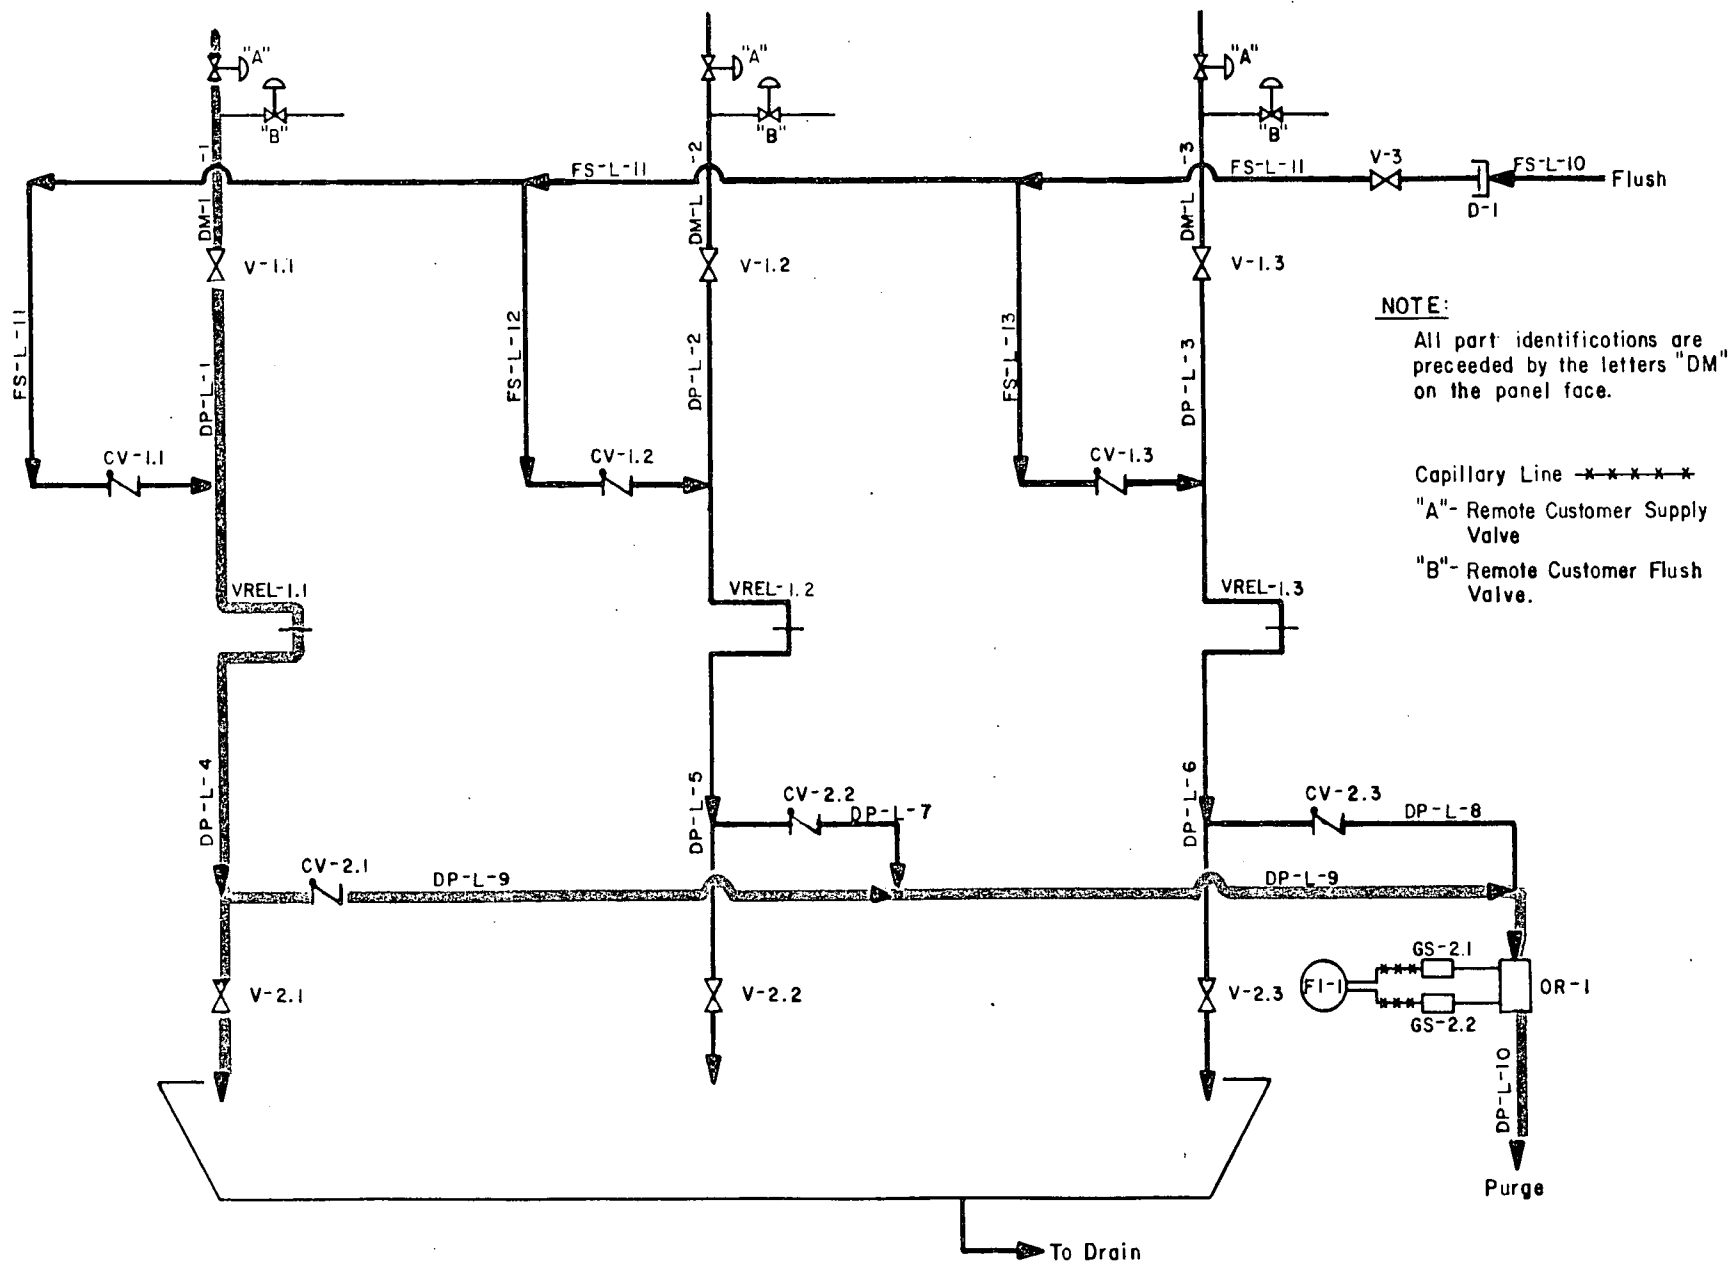 "A"
"A"
"A"
"B"
"B"
"B"
DM-1 -1
DM-L -2
DM-L -3
FS-L-11
FS-L-11
V-3
FS-L-10
Flush
D-1
V-1.1
V-1.2
V-1.3
FS-L-11
DP-L-1
FS-L-12
DP-L-2
FS-L-13
DP-L-3
NOTE:
All part identifications are
preceeded by the letters "DM"
on the panel face.
CV-1.1
CV-1.2
CV-1.3
Capillary Line
"A"- Remote Customer Supply
Valve
"B"- Remote Customer Flush
Valve.
VREL-1.1
VREL-1.2
VREL-1.3
DP-L-4
DP-L-5
DP-L-6
CV-2.2
DP-L-7
CV-2.3
DP-L-8
CV-2.1
DP-L-9
DP-L-9
V-2.1
V-2.2
V-2.3
FI-1
GS-2.1
GS-2.2
OR-1
DP-L-10
Purge
To Drain